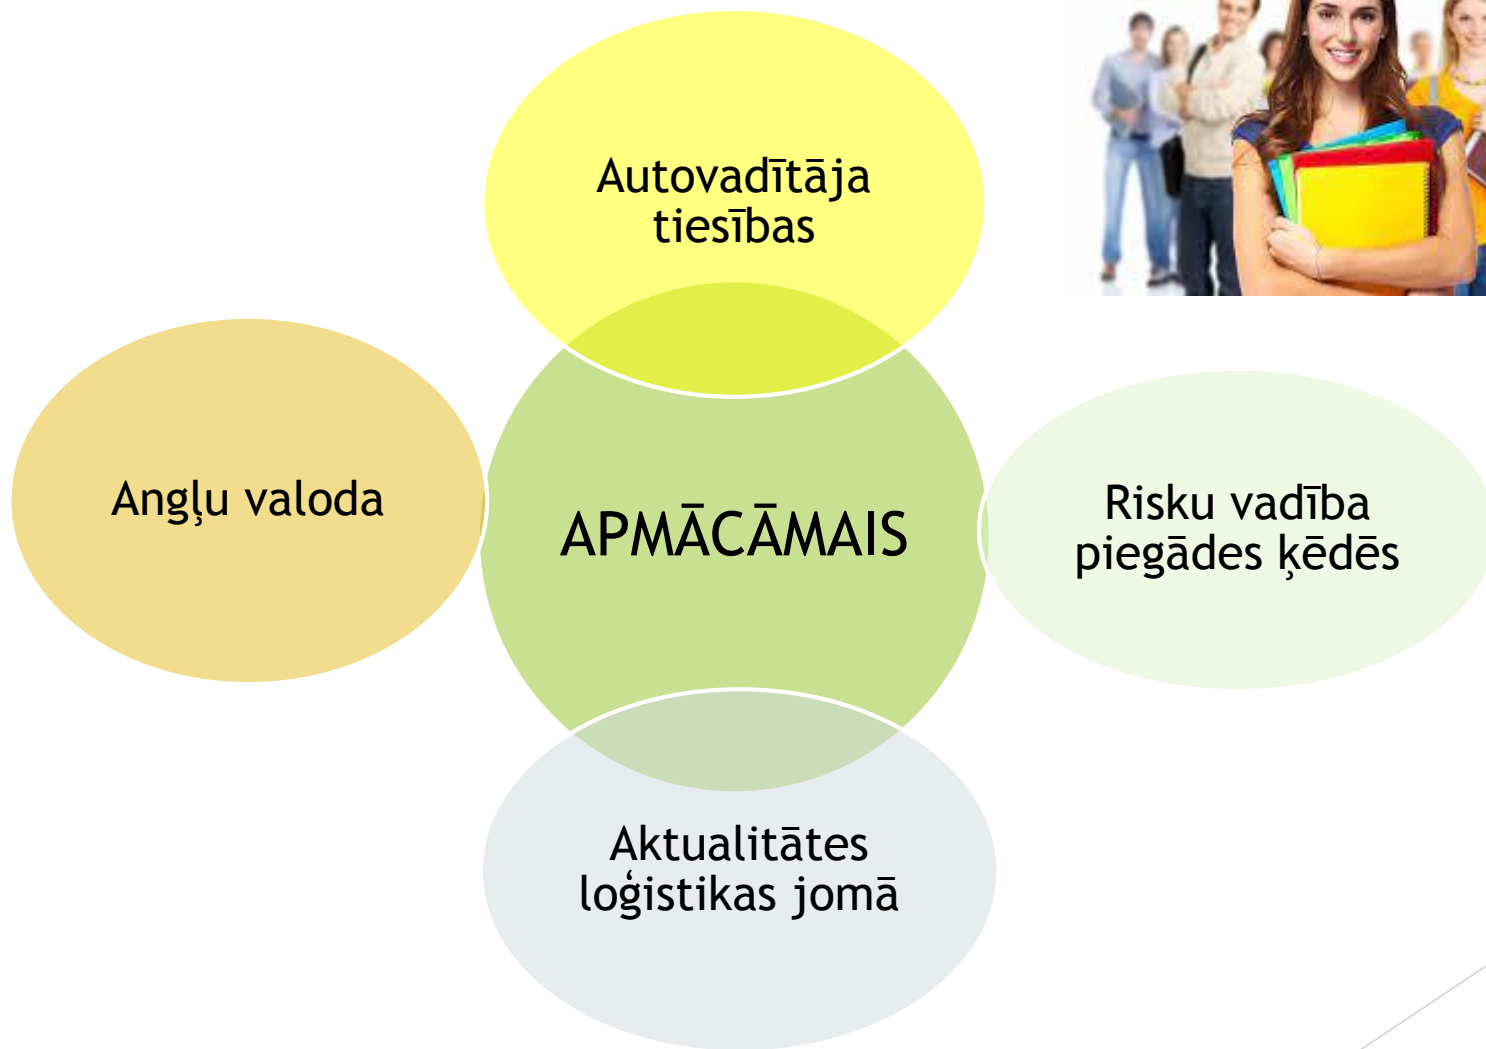 Autovadītāja
tiesības
Angļu valoda
APMĀCĀMAIS
Risku vadība
piegādes ķēdēs
Aktualitātes
loģistikas jomā